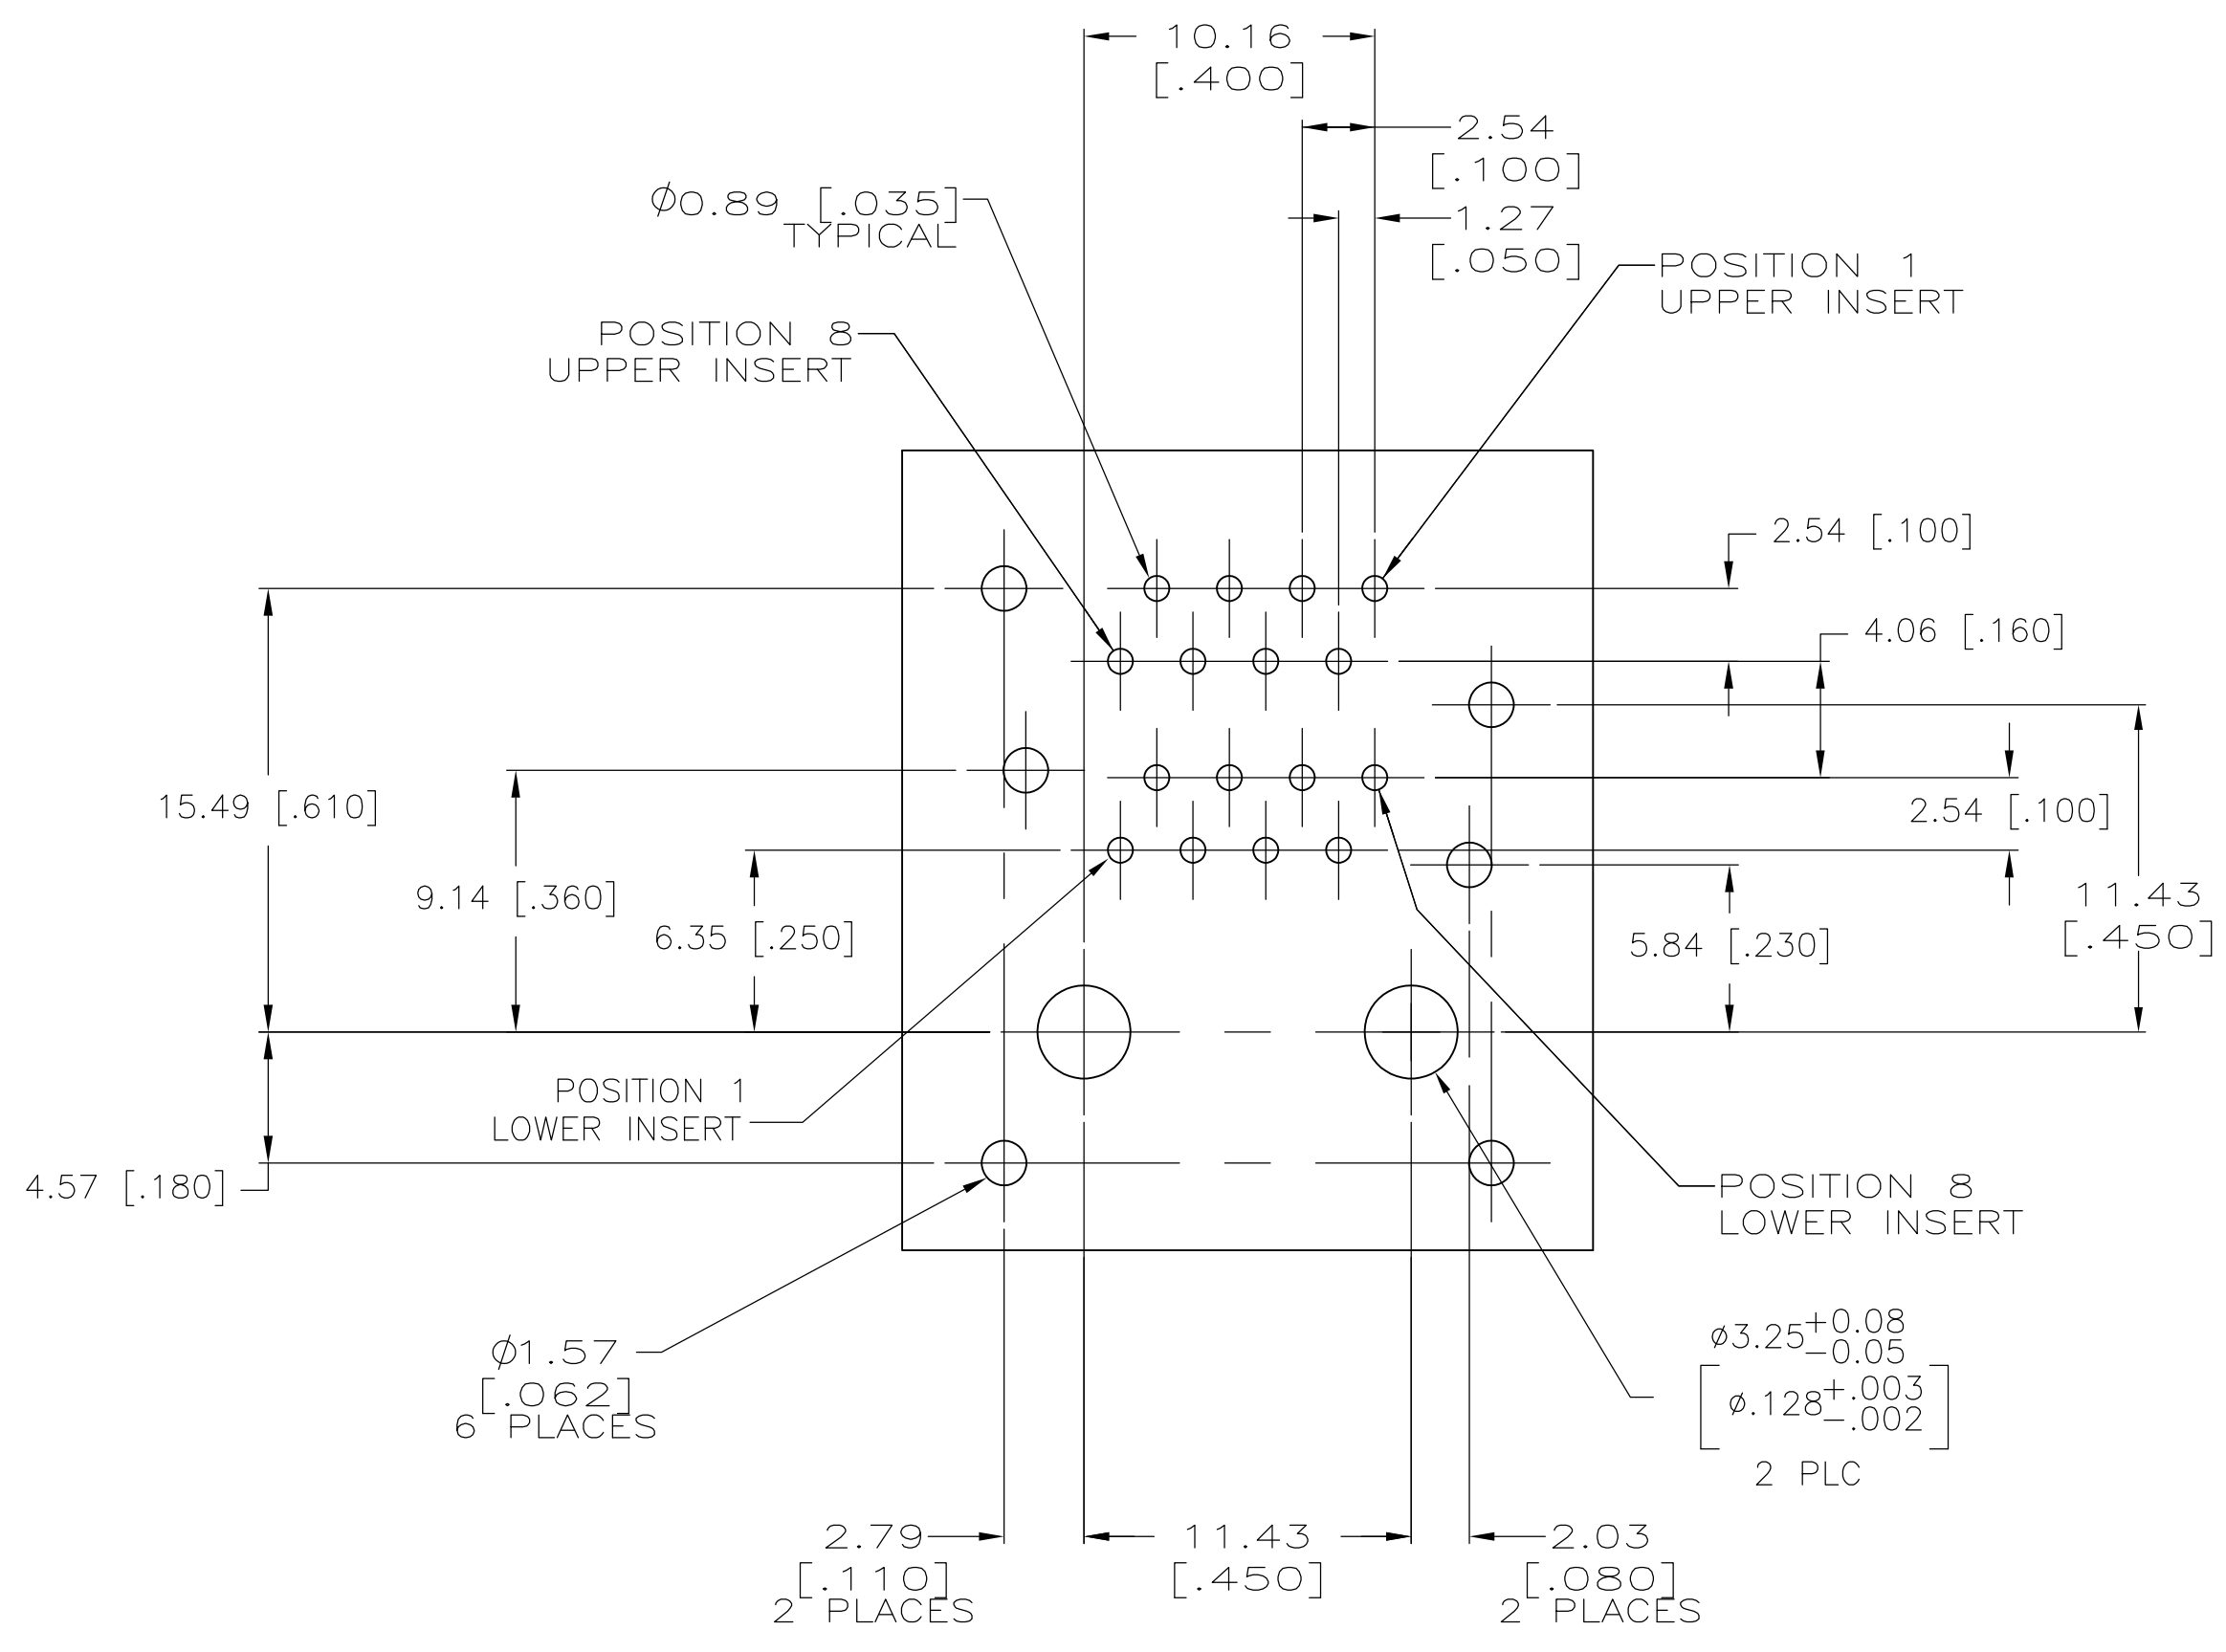 10.16
[.400]
2.54
[.100]
Ø0.89 [.035]
TYPICAL
1.27
[.050]
POSITION 1
UPPER INSERT
POSITION 8
UPPER INSERT
2.54 [.100]
4.06 [.160]
15.49 [.610]
2.54 [.100]
9.14 [.360]
11.43
[.450]
6.35 [.250]
5.84 [.230]
POSITION 1
LOWER INSERT
4.57 [.180]
POSITION 8
LOWER INSERT
Ø1.57
[.062]
6 PLACES
Ø3.25+0.08
-0.05
[Ø.128+.003
-.002]
2 PLC
2.79
[.110]
2 PLACES
11.43
[.450]
2.03
[.080]
2 PLACES